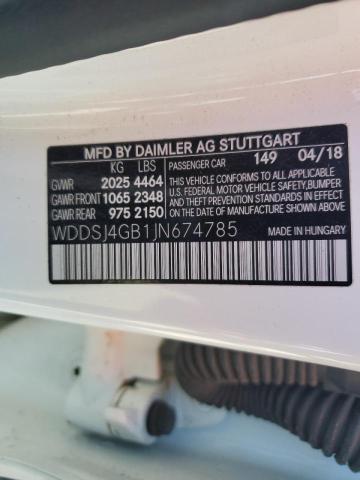 MFD BY DAIMLER AG STUTTGART
KG LBS PASSENGER CAR 149 04/18
GVWR 2025 4464 THIS VEHICLE CONFORMS TO ALL APPLICABLE
GAWR FRONT 1065 2348 U.S. FEDERAL MOTOR VEHICLE SAFETY,BUMPER
GAWR REAR 975 2150 AND THEFT PREVENTION STANDARDS IN EFFECT ON THE DATE OF MANUFACTURE SHOWN ABOVE.
WDDSJ4GB1JN674785 MADE IN HUNGARY